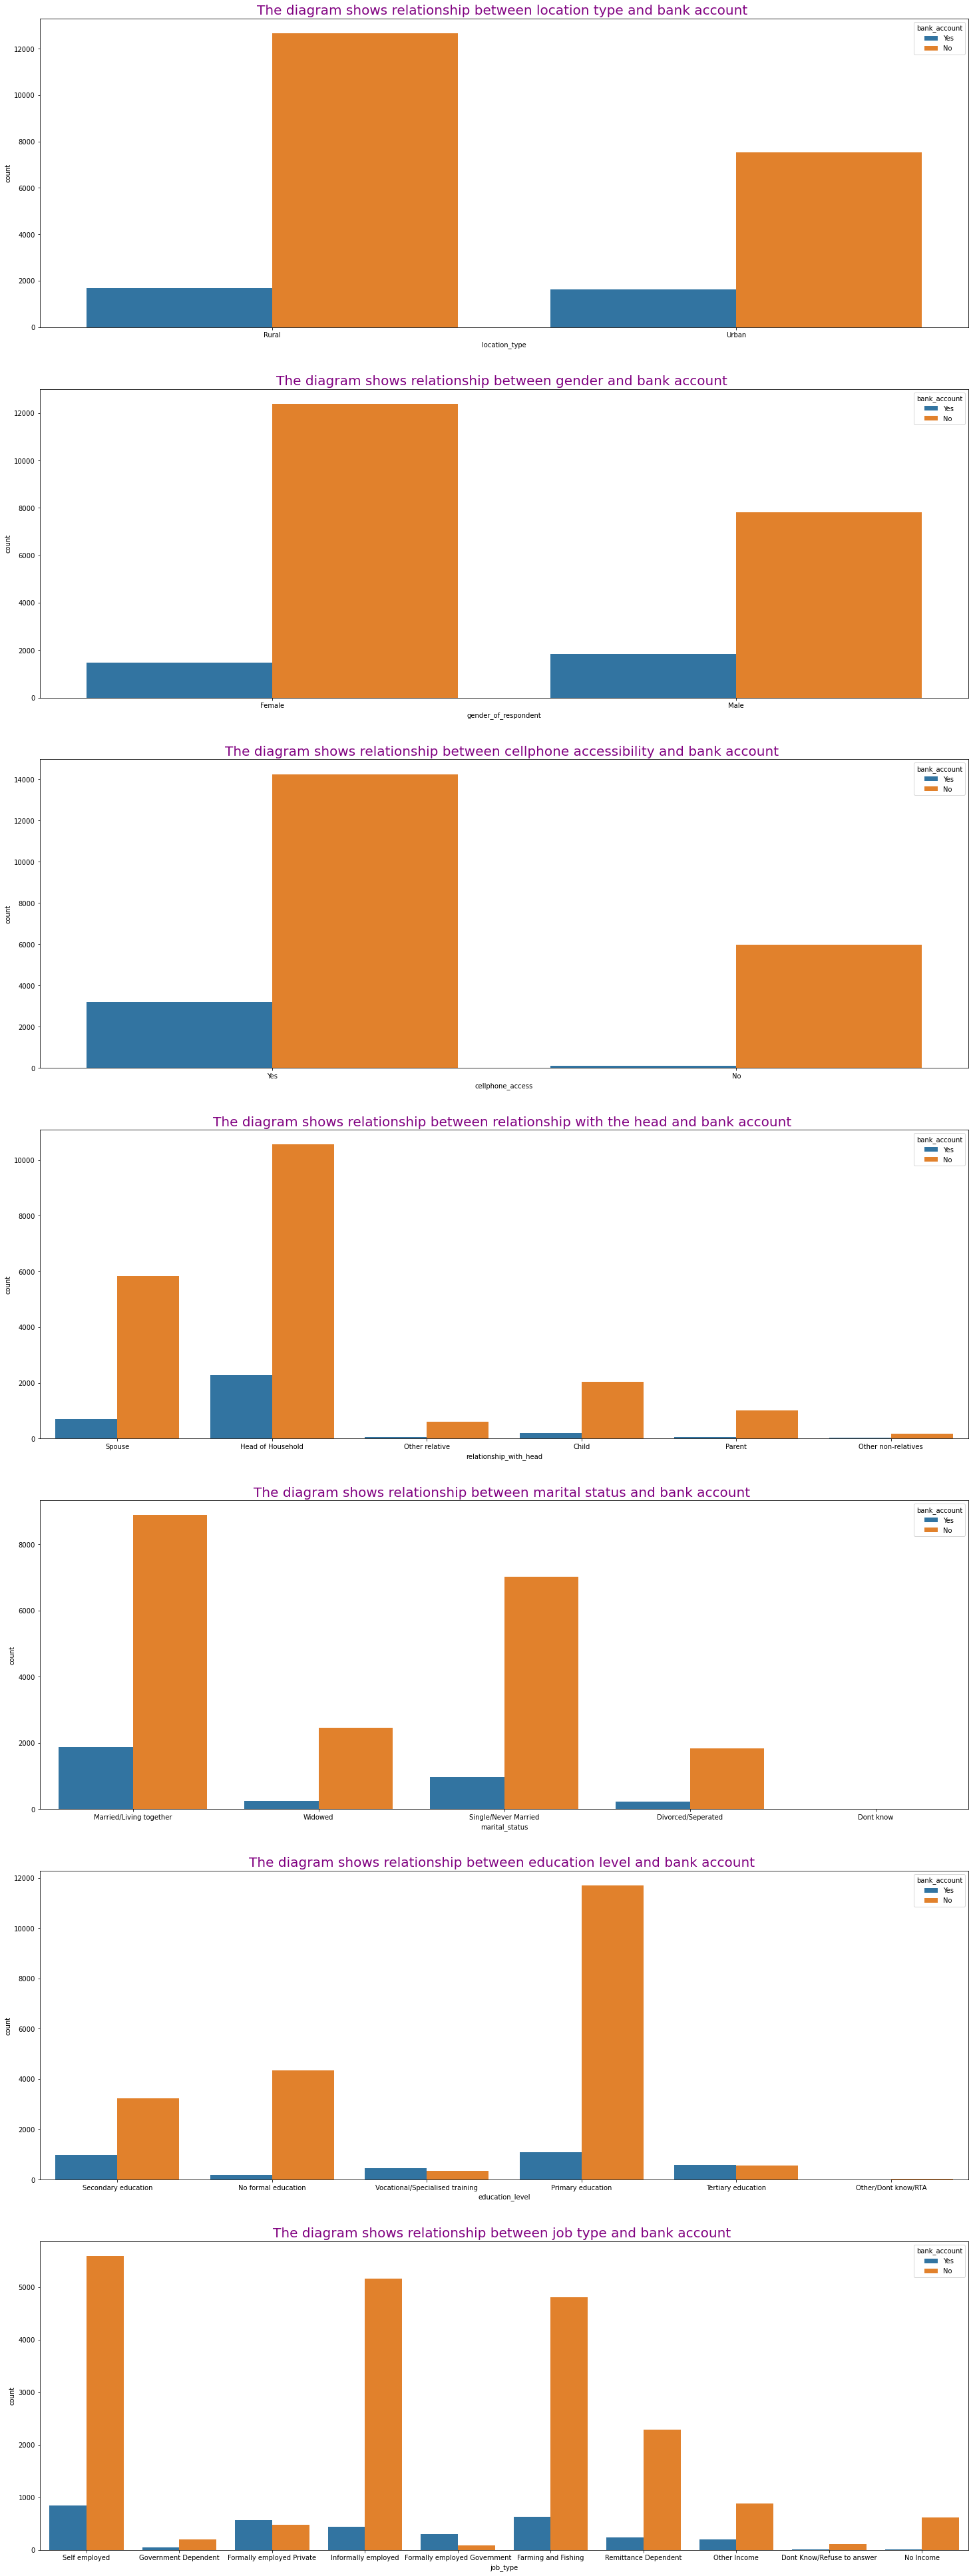 The diagram shows relationship between location type and bank account
bank_account
Yes
No
12000
10000
8000
6000
4000
2000
0
count
Rural
Urban
location_type
The diagram shows relationship between gender and bank account
bank_account
Yes
No
12000
10000
8000
6000
4000
2000
0
count
Female
Male
gender_of_respondent
The diagram shows relationship between cellphone accessibility and bank account
bank_account
Yes
No
14000
12000
10000
8000
6000
4000
2000
0
count
Yes
No
cellphone_access
The diagram shows relationship between relationship with the head and bank account
bank_account
Yes
No
10000
8000
6000
4000
2000
0
count
Spouse
Head of Household
Other relative
Child
Parent
Other non-relatives
relationship_with_head
The diagram shows relationship between marital status and bank account
bank_account
Yes
No
8000
6000
4000
2000
0
count
Married/Living together
Widowed
Single/Never Married
Divorced/Seperated
Dont know
marital_status
The diagram shows relationship between education level and bank account
bank_account
Yes
No
12000
10000
8000
6000
4000
2000
0
count
Secondary education
No formal education
Vocational/Specialised training
Primary education
Tertiary education
Other/Dont know/RTA
education_level
The diagram shows relationship between job type and bank account
bank_account
Yes
No
5000
4000
3000
2000
1000
0
count
Self employed
Government Dependent
Formally employed Private
Informally employed
Formally employed Government
Farming and Fishing
Remittance Dependent
Other Income
Dont Know/Refuse to answer
No Income
job_type